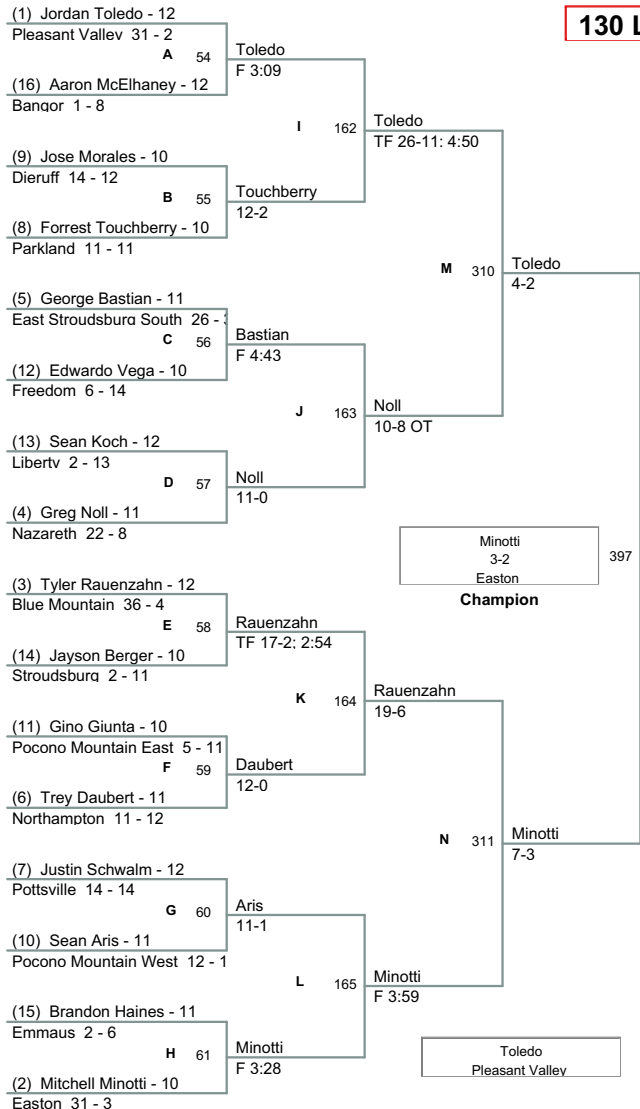 130 L
(1) Jordan Toledo - 12
Pleasant Valley 31 - 2
A 54
Toledo
F 3:09
(16) Aaron McElhaney - 12
Bangor 1 - 8
I 162
Toledo
TF 26-11; 4:50
(9) Jose Morales - 10
Dieruff 14 - 12
B 55
Touchberry
12-2
(8) Forrest Touchberry - 10
Parkland 11 - 11
M 310
Toledo
4-2
(5) George Bastian - 11
East Stroudsburg South 26 -
C 56
Bastian
F 4:43
(12) Edwardo Vega - 10
Freedom 6 - 14
J 163
Noll
10-8 OT
(13) Sean Koch - 12
Liberty 2 - 13
D 57
Noll
11-0
(4) Greg Noll - 11
Nazareth 22 - 8
Minotti
3-2
Easton
397
Champion
(3) Tyler Rauenzahn - 12
Blue Mountain 36 - 4
E 58
Rauenzahn
TF 17-2; 2:54
(14) Jayson Berger - 10
Stroudsburg 2 - 11
K 164
Rauenzahn
19-6
(11) Gino Giunta - 10
Pocono Mountain East 5 - 11
F 59
Daubert
12-0
(6) Trey Daubert - 11
Northampton 11 - 12
N 311
Minotti
7-3
(7) Justin Schwalm - 12
Pottsville 14 - 14
G 60
Aris
11-1
(10) Sean Aris - 11
Pocono Mountain West 12 - 1
L 165
Minotti
F 3:59
(15) Brandon Haines - 11
Emmaus 2 - 6
H 61
Minotti
F 3:28
(2) Mitchell Minotti - 10
Easton 31 - 3
Toledo
Pleasant Valley